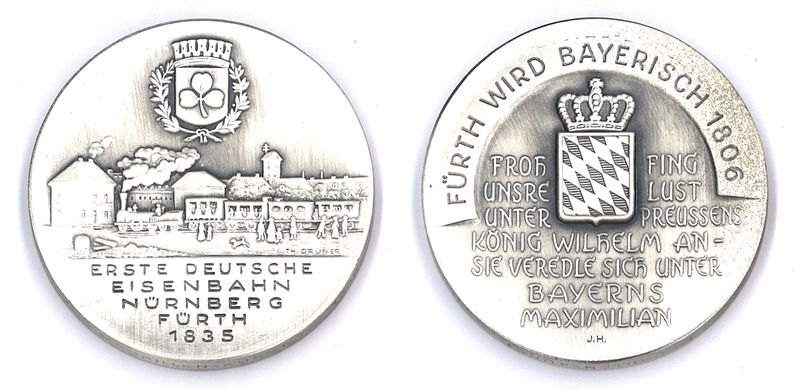 TH. GRUNER
ERSTE DEUTSCHE
EISENBAHN
NÜRNBERG
FÜRTH
1835
FÜRTH WIRD BAYERISCH 1806
FROH FING
UNSRE LUST
UNTER PREUSSENS
KÖNIG WILHELM AN-
SIE VEREDLE SICH UNTER
BAYERNS
MAXIMILIAN
J.H.